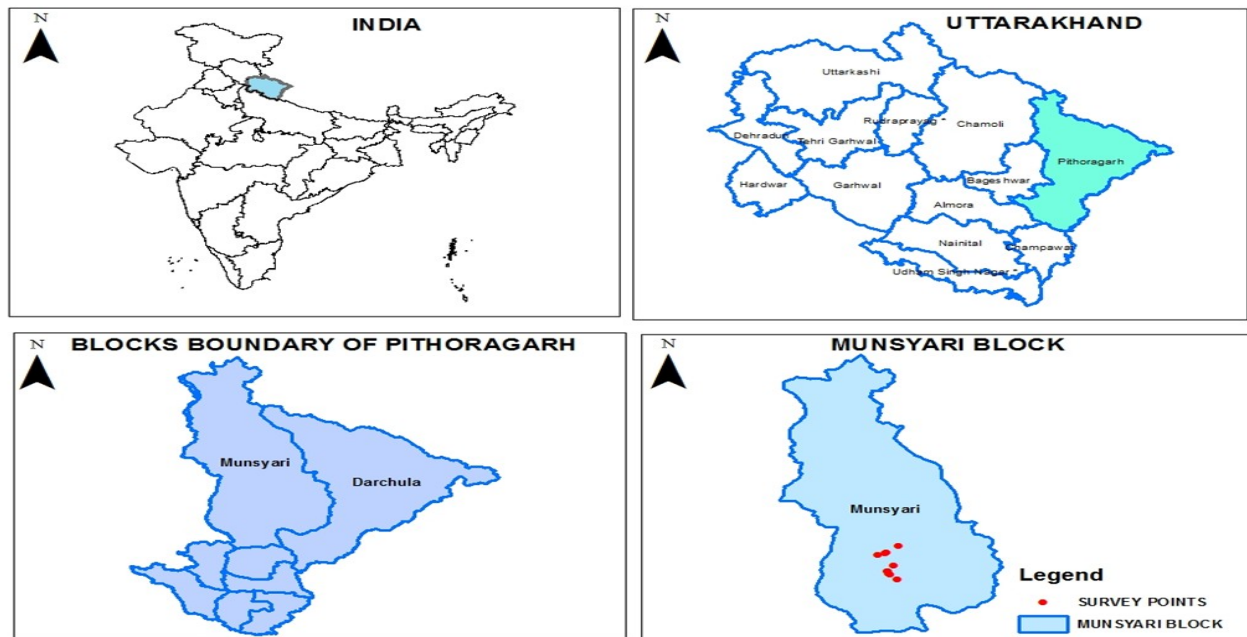 N
INDIA
N
UTTARAKHAND
Uttarkashi
Rudraprayag
Chamoli
Dehradun
Tehri Garhwal
Pithoragarh
Hardwar
Garhwal
Bageshwar
Almora
Nainital
Champawat
Udham Singh Nagar
N
BLOCKS BOUNDARY OF PITHORAGARH
Munsyari
Darchula
N
MUNSYARI BLOCK
Munsyari
Legend
SURVEY POINTS
MUNSYARI BLOCK